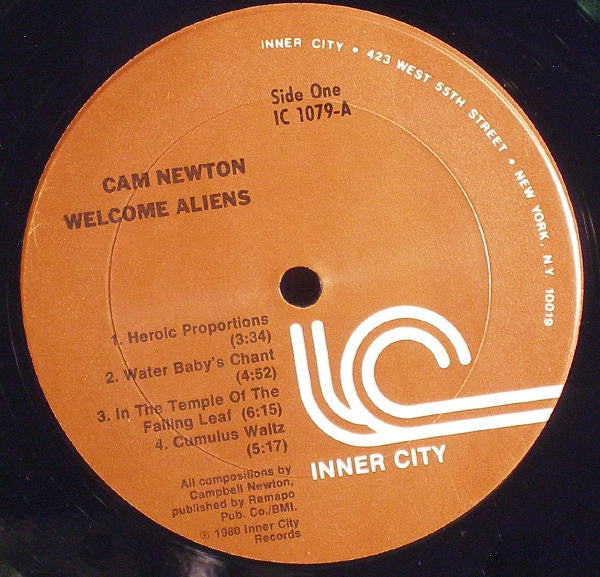 INNER CITY • 423 WEST 55TH STREET • NEW YORK, N.Y. 10019
Side One
IC 1079-A
CAM NEWTON
WELCOME ALIENS
1. Heroic Proportions
(3:34)
2. Water Baby's Chant
(4:52)
3. In The Temple Of The
Falling Leaf (6:15)
4. Cumulus Waltz
(5:17)
IC
INNER CITY
All compositions by
Campbell Newton,
published by Ramapo
Pub. Co./BMI.
℗ 1980 Inner City
Records